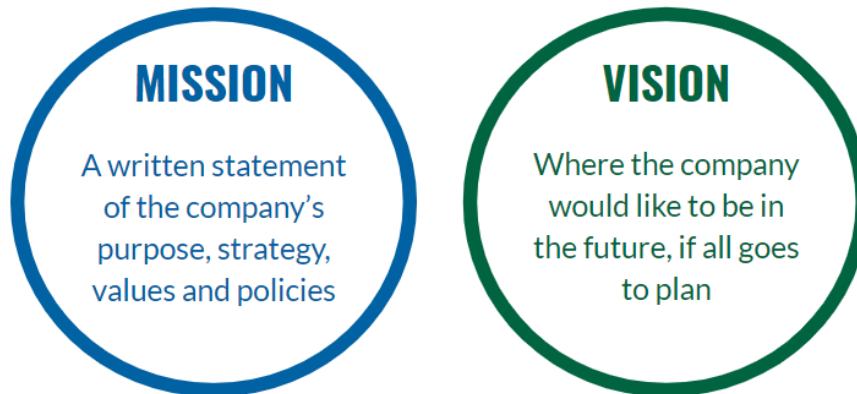 MISSION
A written statement
of the company’s
purpose, strategy,
values and policies
VISION
Where the company
would like to be in
the future, if all goes
to plan